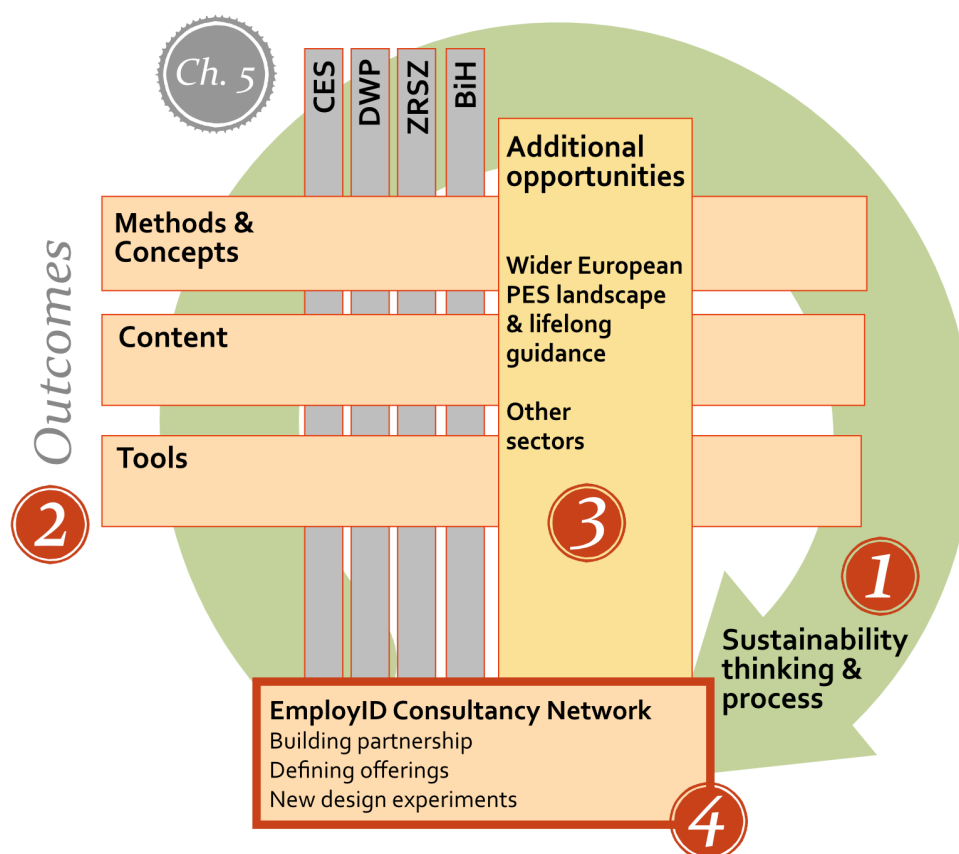 Ch. 5
CES
DWP
ZRSZ
BiH
Additional
opportunities
Wider European
PES landscape
& lifelong
guidance
Other
sectors
3
Outcomes
2
Methods &
Concepts
Content
Tools
1
Sustainability
thinking &
process
EmployID Consultancy Network
Building partnership
Defining offerings
New design experiments
4